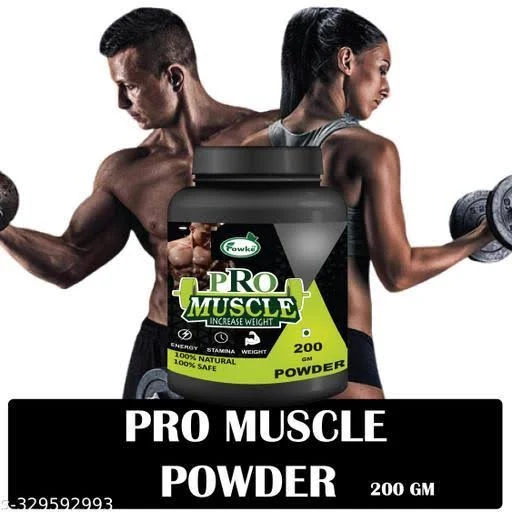 Fowke
PRO
MUSCLE
INCREASE WEIGHT
ENERGY STAMINA WEIGHT
100% NATURAL
100% SAFE
200
GM
POWDER
PRO MUSCLE
POWDER 200 GM
s-329592993